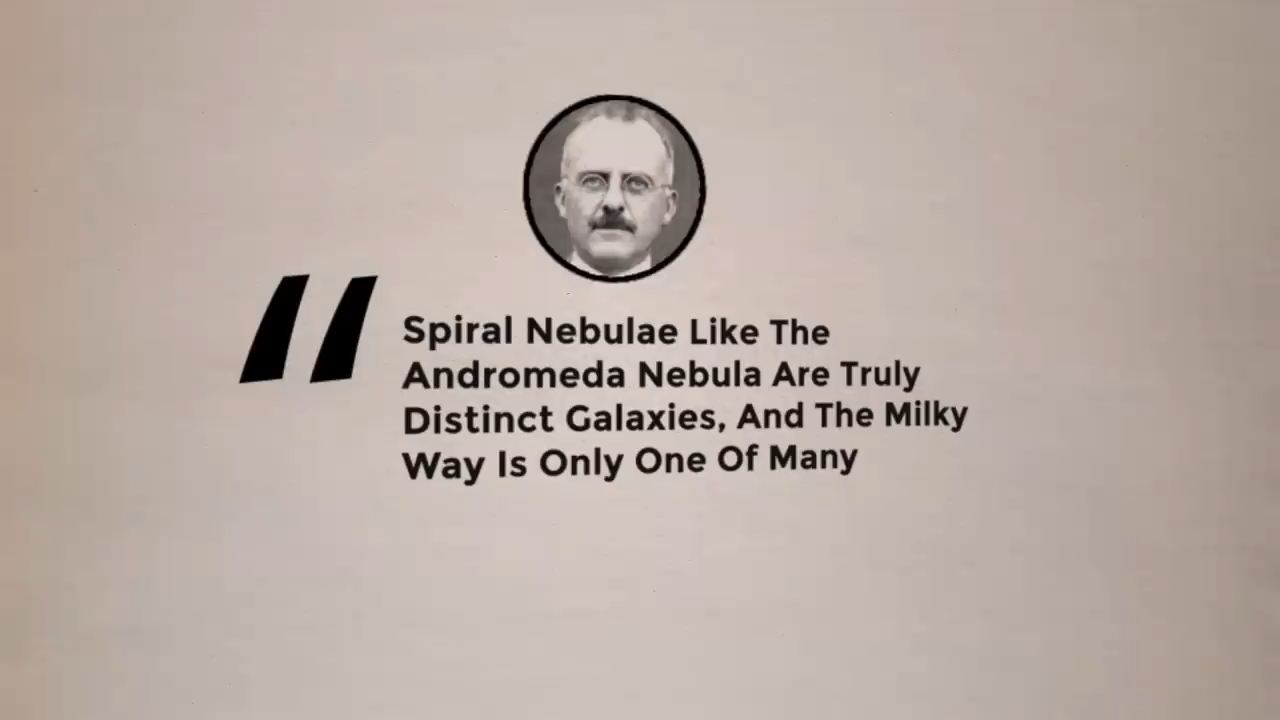 Spiral Nebulae Like The
Andromeda Nebula Are Truly
Distinct Galaxies, And The Milky
Way Is Only One Of Many